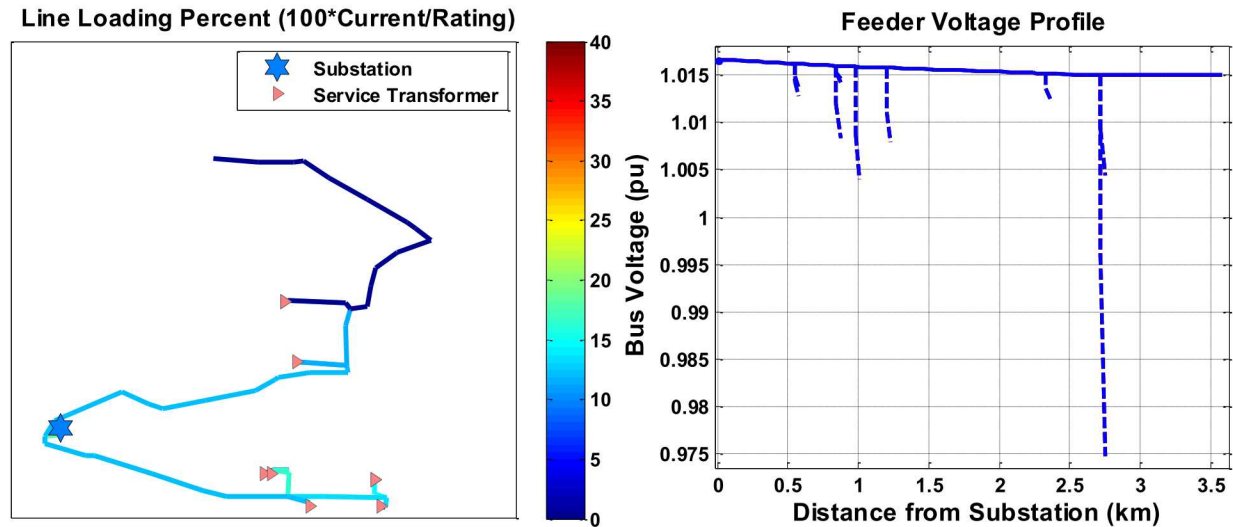 Line Loading Percent (100*Current/Rating)
Substation
Service Transformer
40
35
30
25
20
15
10
5
0
Feeder Voltage Profile
Bus Voltage (pu)
1.015
1.01
1.005
1
0.995
0.99
0.985
0.98
0.975
0 0.5 1 1.5 2 2.5 3 3.5
Distance from Substation (km)